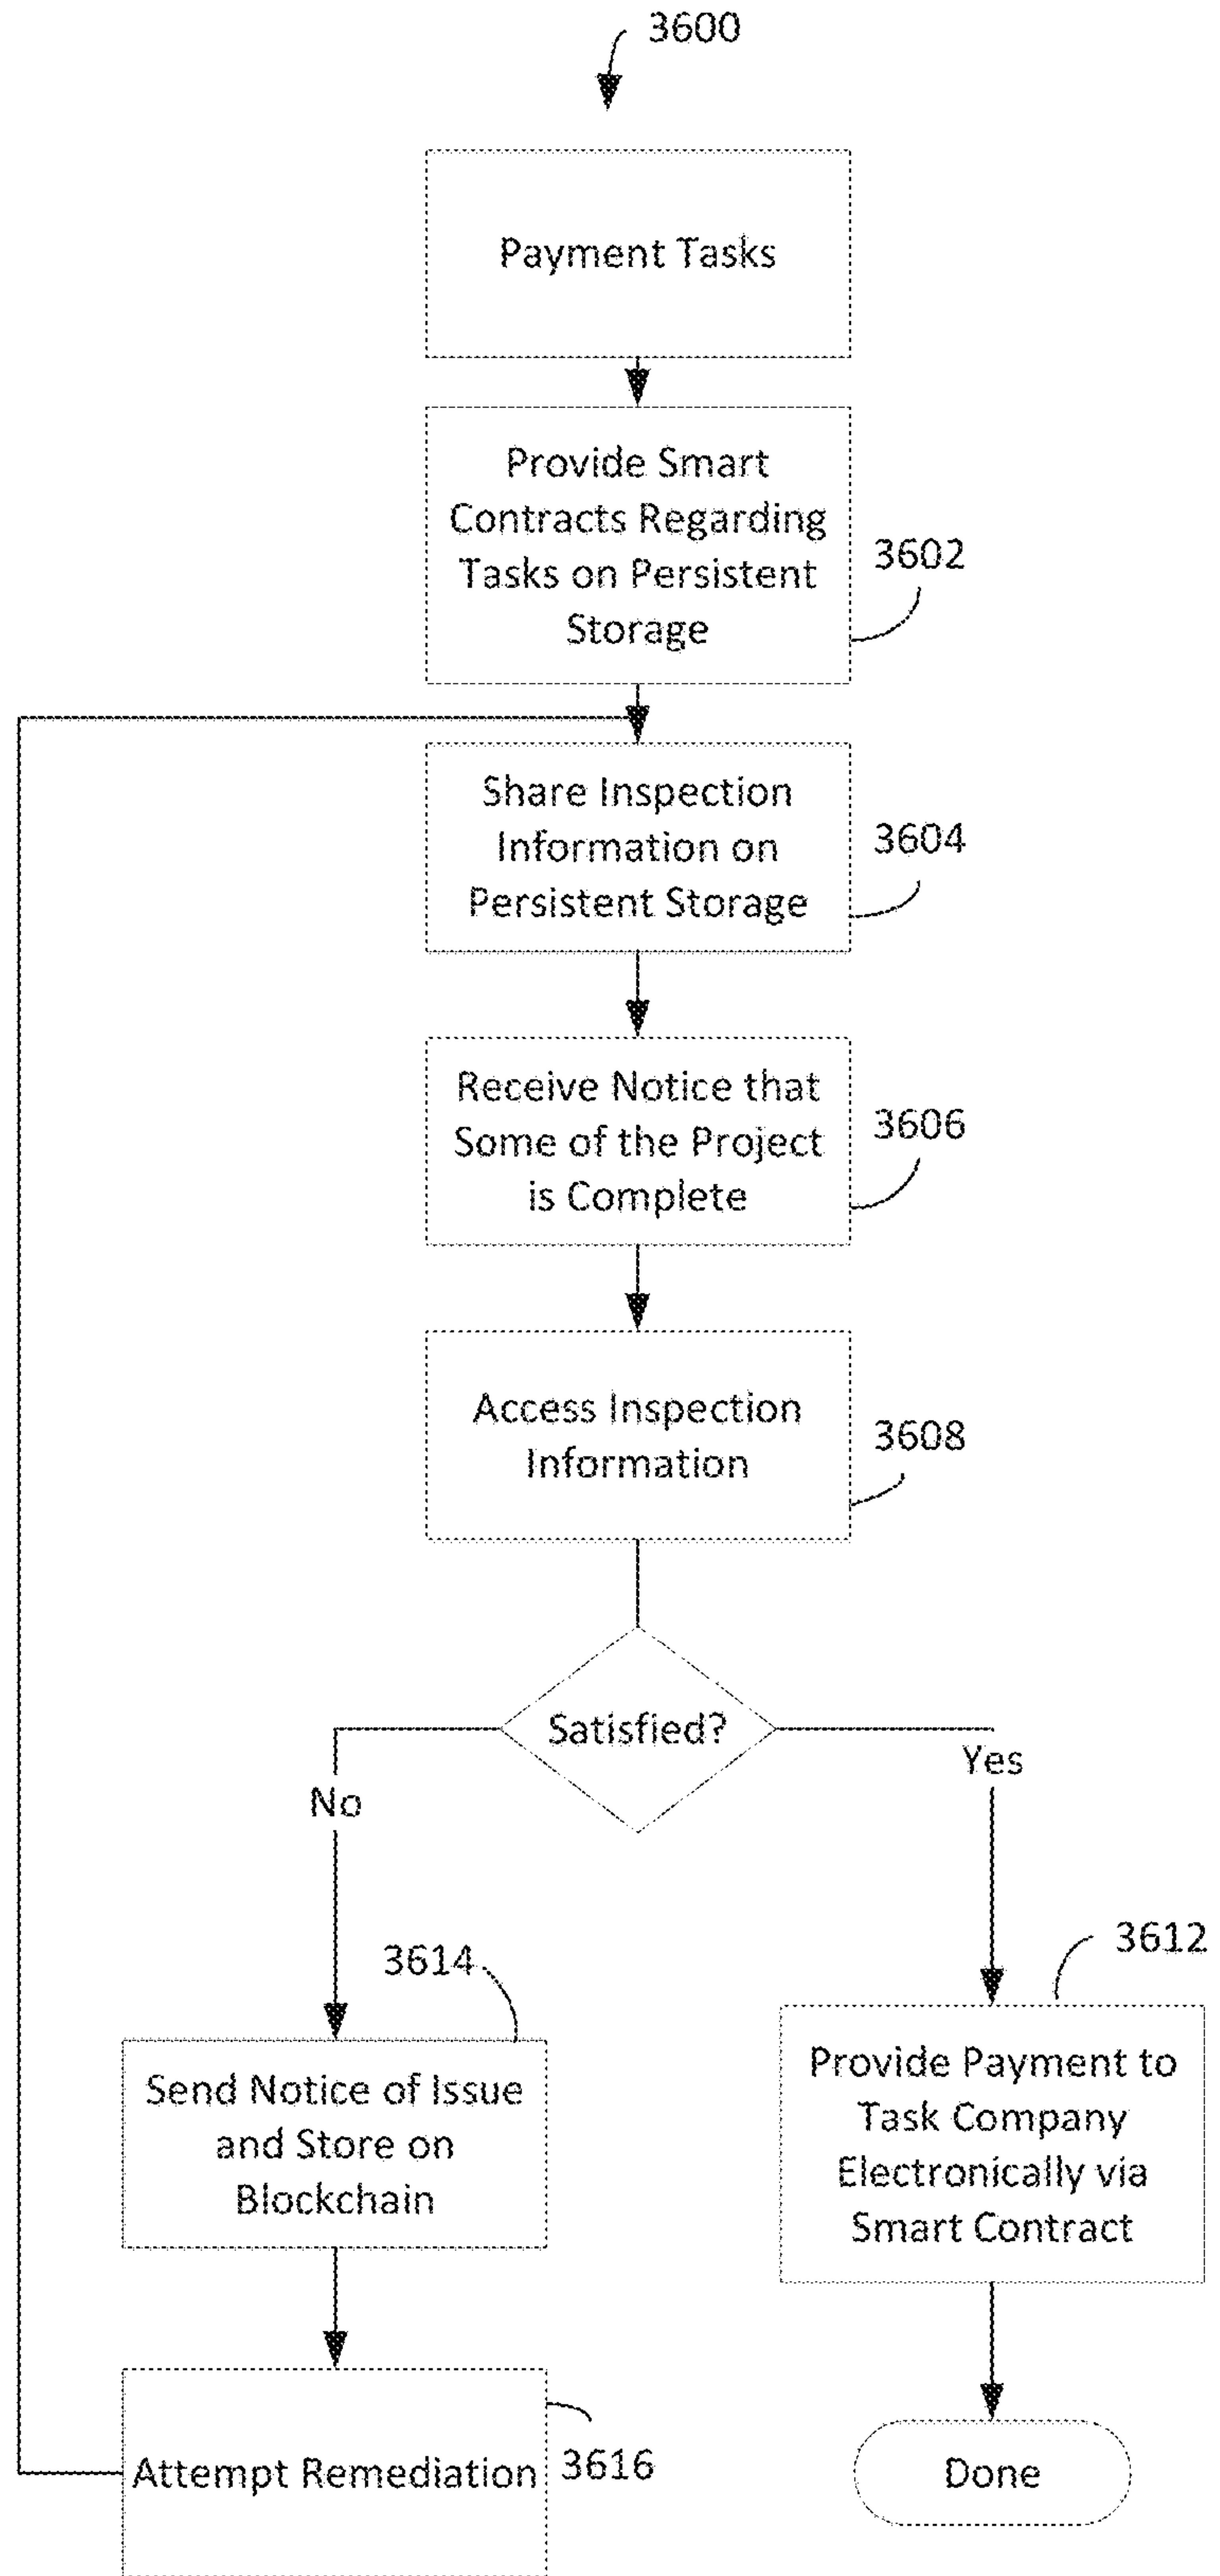 3600
Payment Tasks
Provide Smart
Contracts Regarding
Tasks on Persistent
Storage
3602
Share Inspection
Information on
Persistent Storage
3604
Receive Notice that
Some of the Project
is Complete
3606
Access Inspection
Information
3608
Satisfied?
No
Yes
3614
Send Notice of Issue
and Store on
Blockchain
3612
Provide Payment to
Task Company
Electronically via
Smart Contract
Attempt Remediation
3616
Done